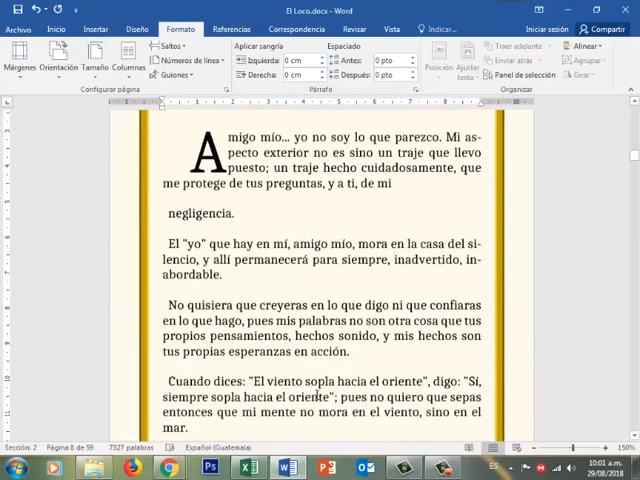 El Loco.docx - Word
Archivo Inicio Insertar Diseño Formato Referencias Correspondencia Revisar Vista Indicar... Iniciar sesión Compartir
Márgenes Orientación Tamaño Columnas
Saltos
Números de línea
Guiones
Configurar página
Aplicar sangría Espaciado
Izquierda: 0 cm Antes: 0 pto
Derecha: 0 cm Después: 0 pto
Párrafo
Posición Ajustar texto
Traer adelante Alinear
Enviar atrás Agrupar
Panel de selección Girar
Organizar
Amigo mío... yo no soy lo que parezco. Mi as-
pecto exterior no es sino un traje que llevo
puesto; un traje hecho cuidadosamente, que
me protege de tus preguntas, y a ti, de mi
negligencia.
El "yo" que hay en mí, amigo mío, mora en la casa del si-
lencio, y allí permanecerá para siempre, inadvertido, in-
abordable.
No quisiera que creyeras en lo que digo ni que confiaras
en lo que hago, pues mis palabras no son otra cosa que tus
propios pensamientos, hechos sonido, y mis hechos son
tus propias esperanzas en acción.
Cuando dices: "El viento sopla hacia el oriente", digo: "Sí,
siempre sopla hacia el oriente"; pues no quiero que sepas
entonces que mi mente no mora en el viento, sino en el
mar.
Sección: 2 Página 8 de 59 7327 palabras Español (Guatemala) 150%
ES 10:01 a.m.
29/08/2018